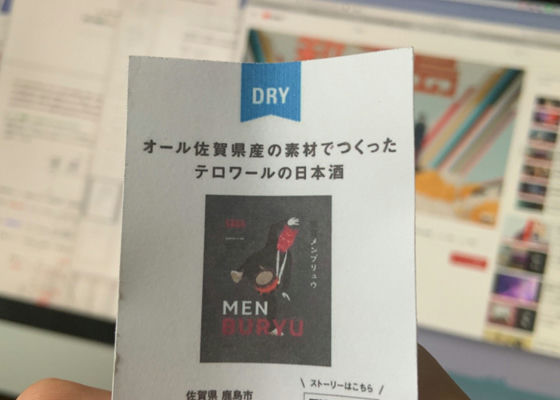 DRY
オール佐賀県産の素材でつくった
テロワールの日本酒
メンブリュウ
MEN
BURYU
佐賀県 鹿島市
\ ストーリーはこちら /